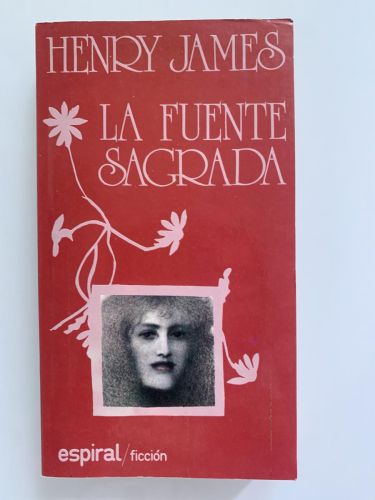 HENRY JAMES
LA FUENTE
SAGRADA
espiral/ficción